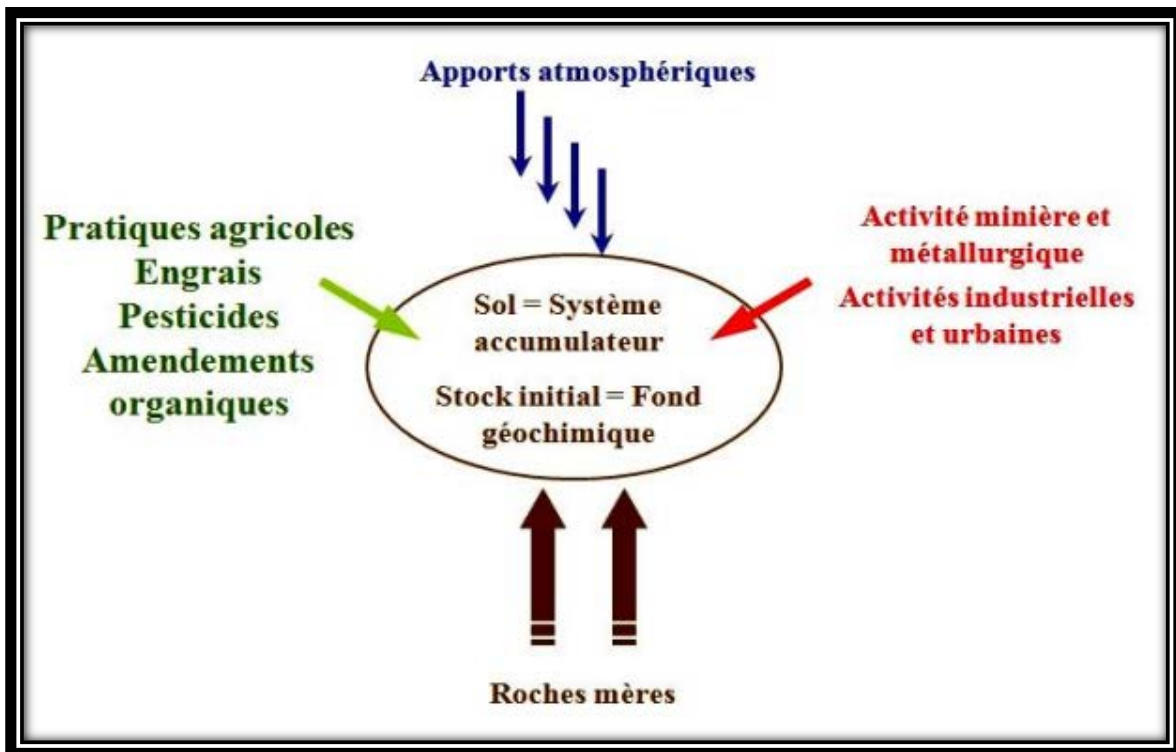 Apports atmosphériques
Pratiques agricoles
Engrais
Pesticides
Amendements
organiques
Activité minière et
métallurgique
Activités industrielles
et urbaines
Sol = Système
accumulateur
Stock initial = Fond
géochimique
Roches mères